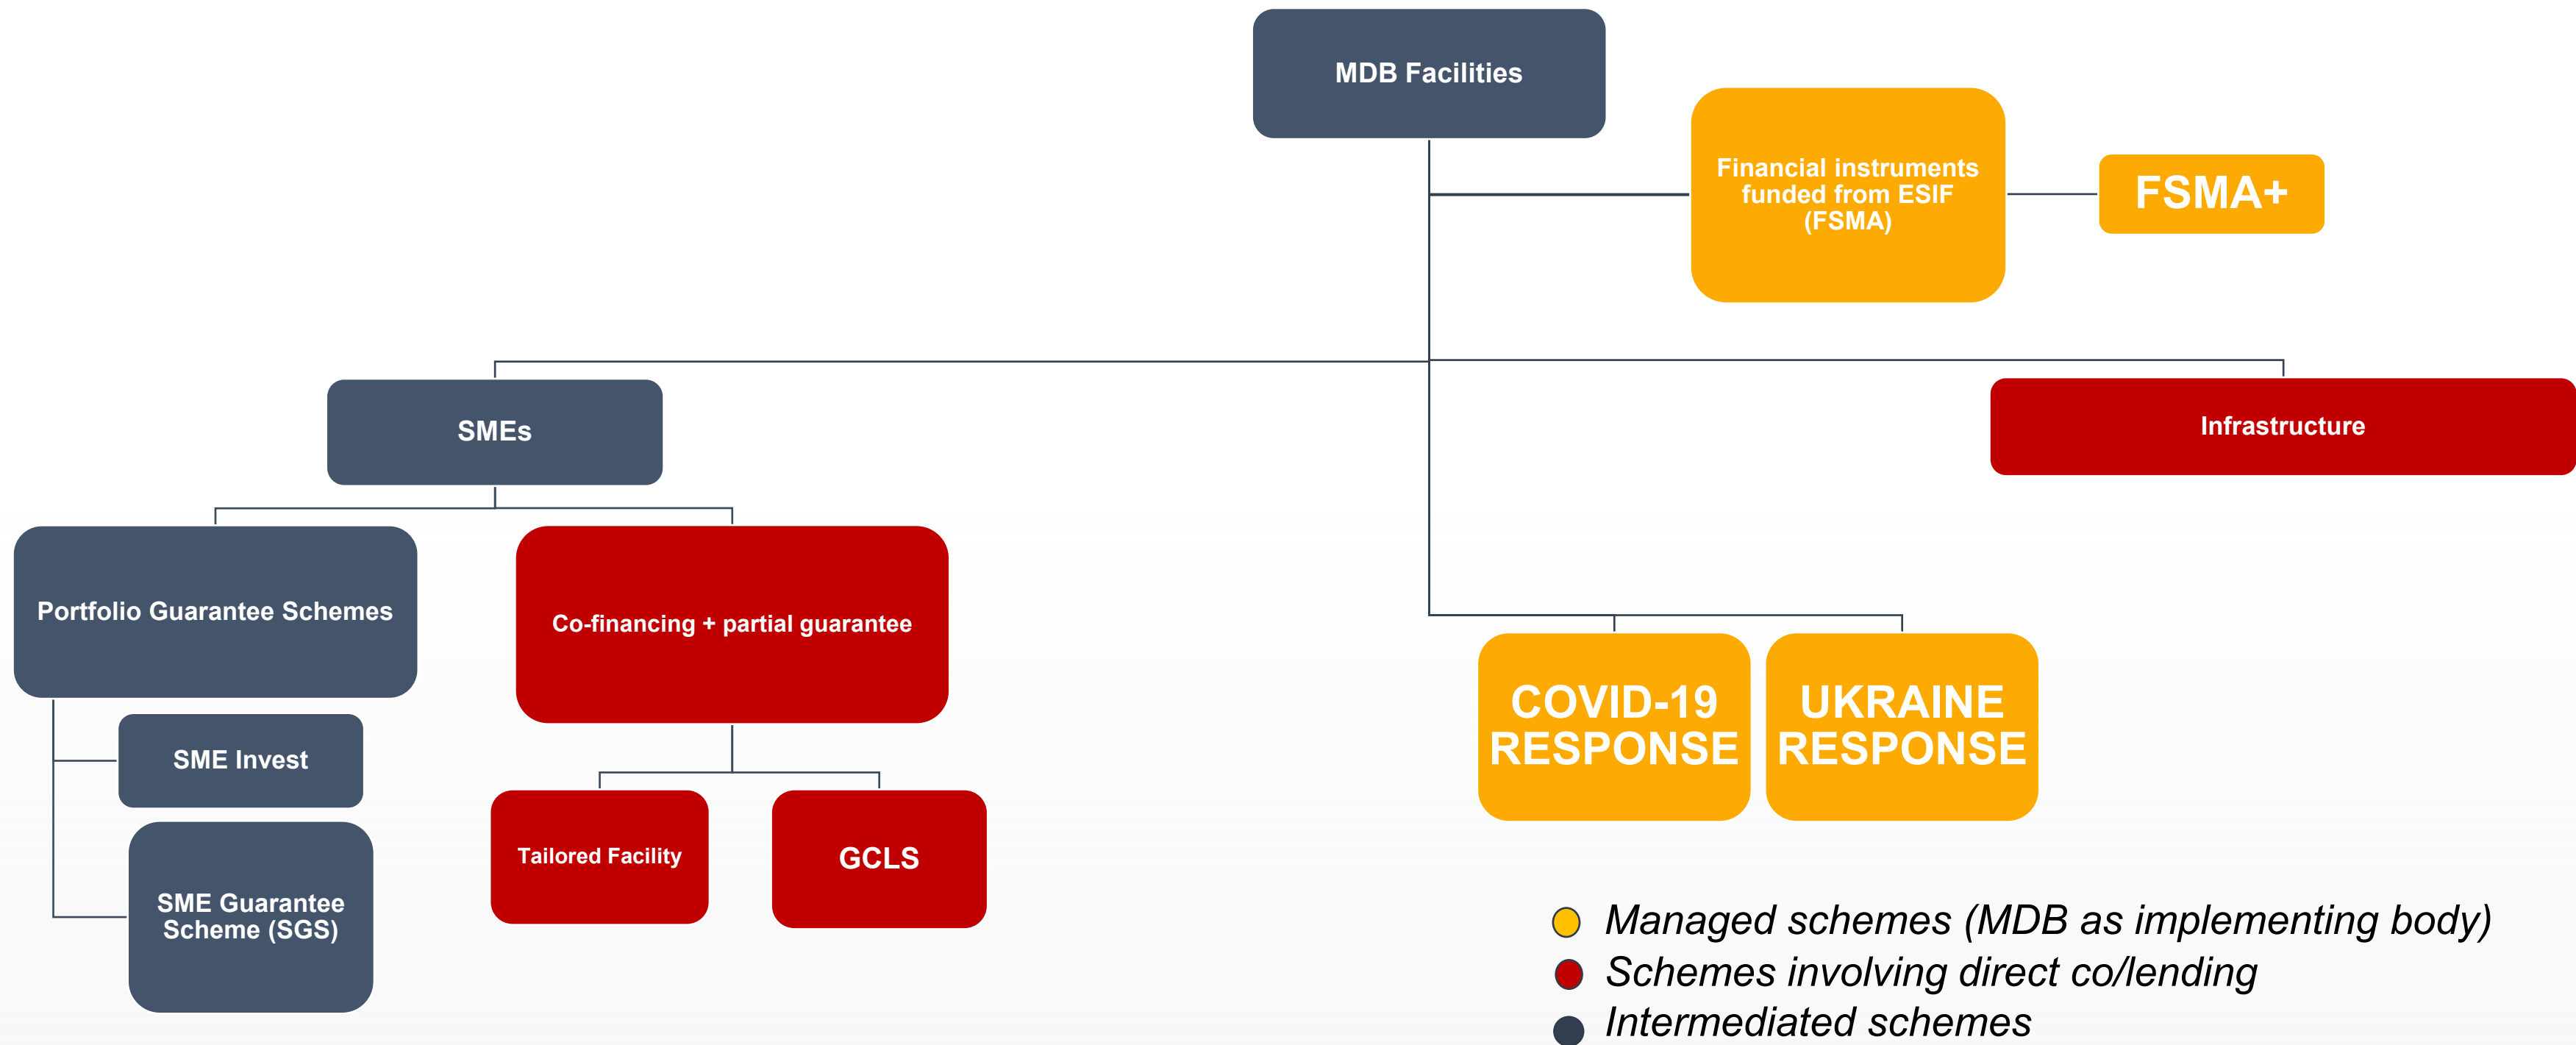 MDB Facilities
Financial instruments
funded from ESIF
(FSMA)
FSMA+
SMEs
Infrastructure
Portfolio Guarantee Schemes
Co-financing + partial guarantee
SME Invest
SME Guarantee
Scheme (SGS)
Tailored Facility
GCLS
COVID-19
RESPONSE
UKRAINE
RESPONSE
Managed schemes (MDB as implementing body)
Schemes involving direct co/lending
Intermediated schemes